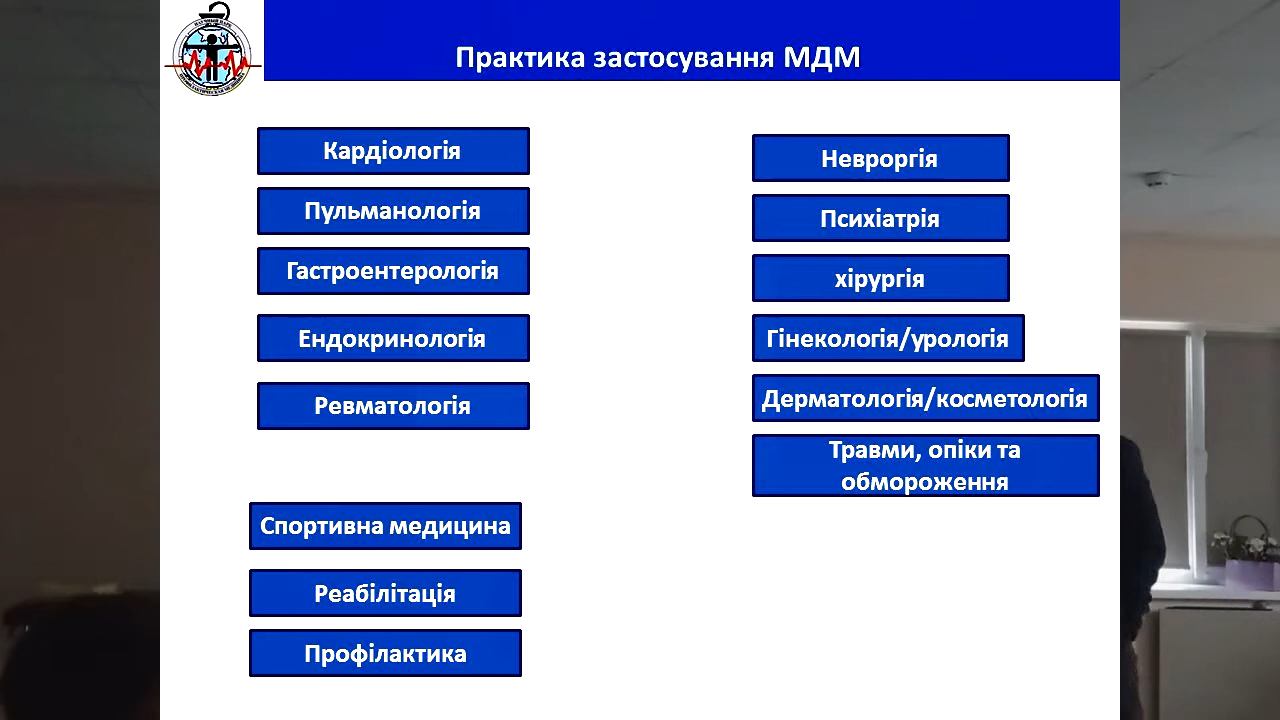 Практика застосування МДМ
Кардіологія
Пульманологія
Гастроентерологія
Ендокринологія
Ревматологія
Спортивна медицина
Реабілітація
Профілактика
Невроргія
Психіатрія
хірургія
Гінекологія/урологія
Дерматологія/косметологія
Травми, опіки та
обмороження